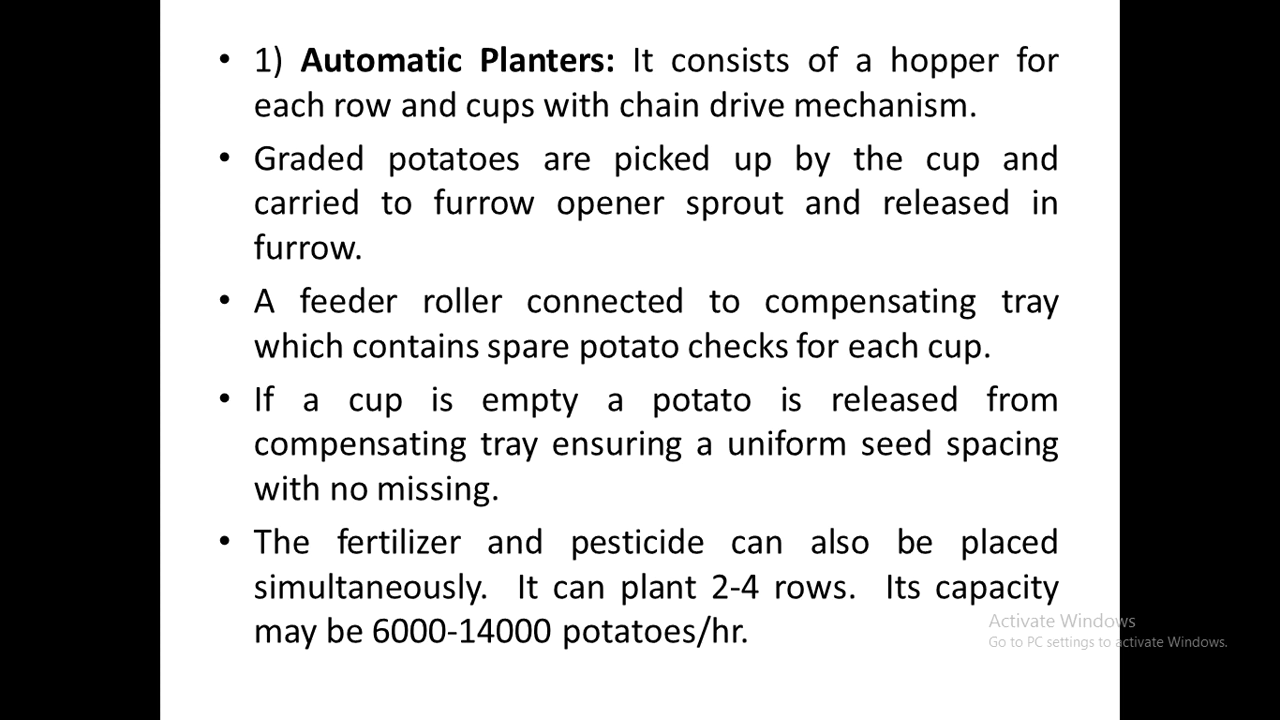 • 1) Automatic Planters: It consists of a hopper for
each row and cups with chain drive mechanism.
• Graded potatoes are picked up by the cup and
carried to furrow opener sprout and released in
furrow.
• A feeder roller connected to compensating tray
which contains spare potato checks for each cup.
• If a cup is empty a potato is released from
compensating tray ensuring a uniform seed spacing
with no missing.
• The fertilizer and pesticide can also be placed
simultaneously. It can plant 2-4 rows. Its capacity
may be 6000-14000 potatoes/hr.
Activate Windows
Go to PC settings to activate Windows.